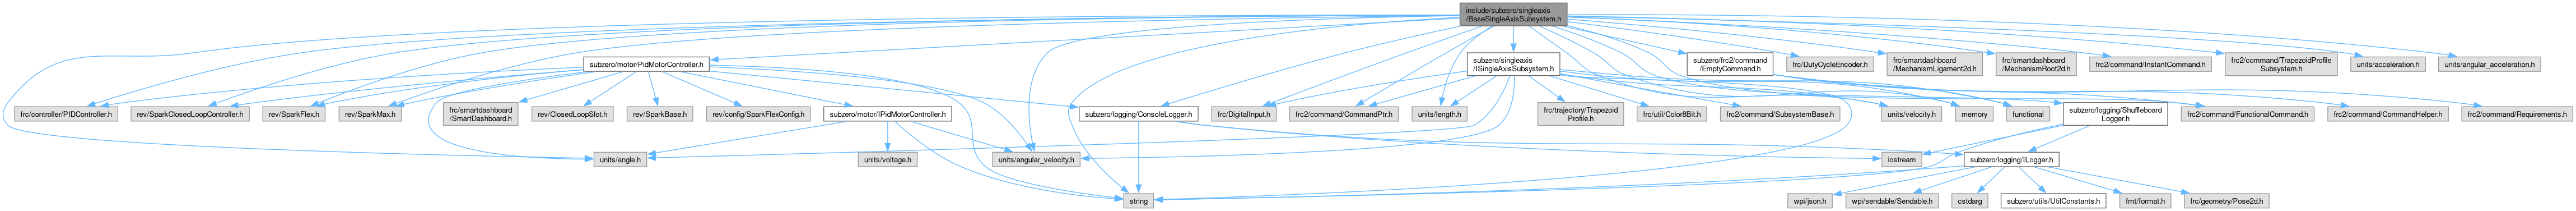 include/subzero/singleaxis
/BaseSingleAxisSubsystem.h
subzero/motor/PidMotorController.h
subzero/singleaxis
/ISingleAxisSubsystem.h
subzero/frc2/command
/EmptyCommand.h
frc/DutyCycleEncoder.h
frc/smartdashboard
/MechanismLigament2d.h
frc/smartdashboard
/MechanismRoot2d.h
frc2/command/InstantCommand.h
frc2/command/TrapezoidProfile
Subsystem.h
units/acceleration.h
units/angular_acceleration.h
frc/controller/PIDController.h
rev/SparkClosedLoopController.h
rev/SparkFlex.h
rev/SparkMax.h
frc/smartdashboard
/SmartDashboard.h
rev/ClosedLoopSlot.h
rev/SparkBase.h
rev/config/SparkFlexConfig.h
subzero/motor/IPidMotorController.h
subzero/logging/ConsoleLogger.h
frc/DigitalInput.h
frc2/command/CommandPtr.h
units/length.h
frc/trajectory/Trapezoid
Profile.h
frc/util/Color8Bit.h
frc2/command/SubsystemBase.h
units/velocity.h
memory
functional
subzero/logging/Shuffleboard
Logger.h
frc2/command/FunctionalCommand.h
frc2/command/CommandHelper.h
frc2/command/Requirements.h
units/angle.h
units/voltage.h
units/angular_velocity.h
iostream
subzero/logging/ILogger.h
string
wpi/json.h
wpi/sendable/Sendable.h
cstdarg
subzero/utils/UtilConstants.h
fmt/format.h
frc/geometry/Pose2d.h